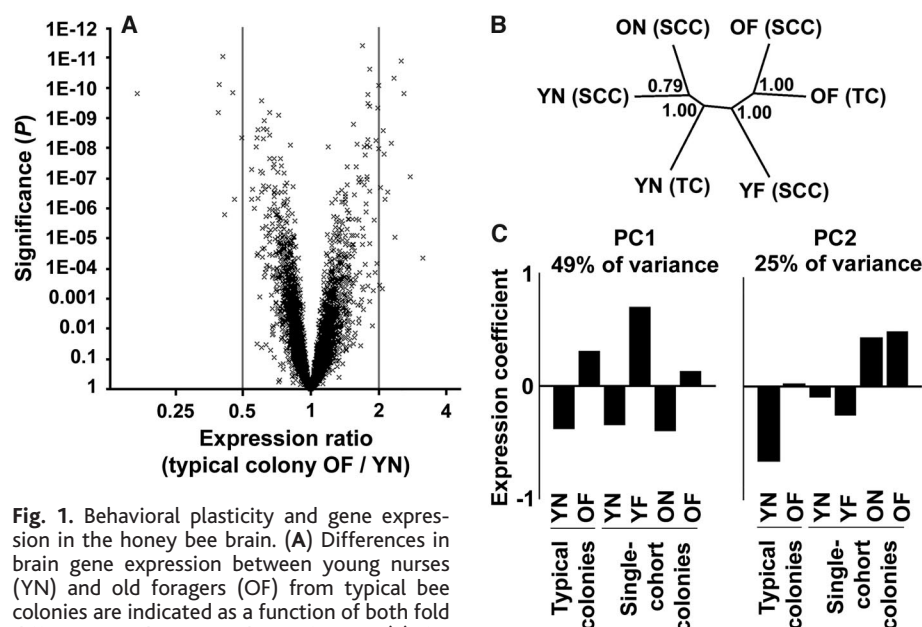 A
1E-12
1E-11
1E-10
1E-09
1E-08
1E-07
1E-06
1E-05
1E-04
0.001
0.01
0.1
1
Significance (P)
0.25 0.5 1 2 4
Expression ratio
(typical colony OF / YN)
B
ON (SCC) OF (SCC)
YN (SCC) 0.79 1.00 OF (TC)
1.00 1.00
YN (TC) YF (SCC)
C
PC1 PC2
49% of variance 25% of variance
Expression coefficient
1
0
-1
YN OF YN YF ON OF YN OF YN YF ON OF
Typical colonies Single-cohort colonies Typical colonies Single-cohort colonies
Fig. 1. Behavioral plasticity and gene expres-
sion in the honey bee brain. (A) Differences in
brain gene expression between young nurses
(YN) and old foragers (OF) from typical bee
colonies are indicated as a function of both fold